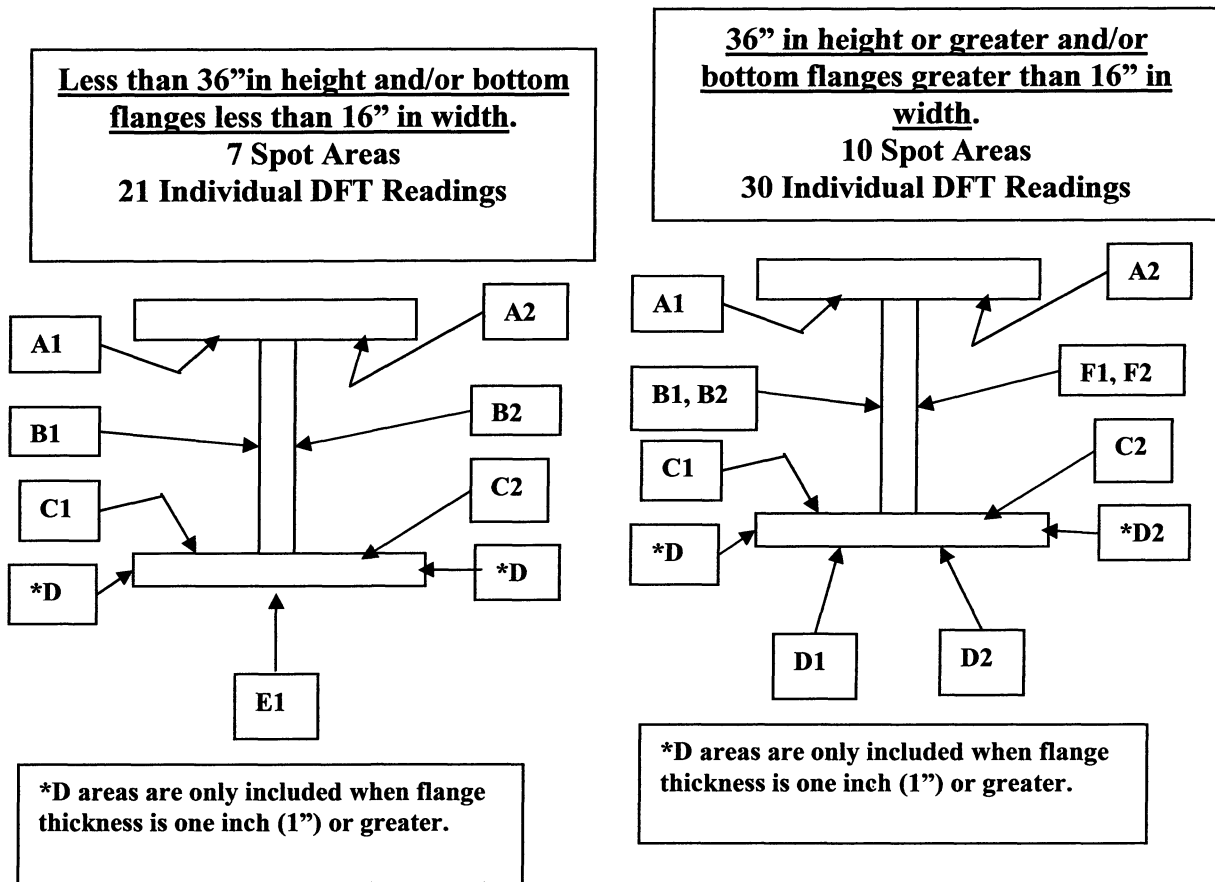 Less than 36”in height and/or bottom
flanges less than 16” in width.
7 Spot Areas
21 Individual DFT Readings
A1
A2
B1
B2
C1
C2
*D
*D
E1
*D areas are only included when flange
thickness is one inch (1”) or greater.
36” in height or greater and/or
bottom flanges greater than 16” in
width.
10 Spot Areas
30 Individual DFT Readings
A1
A2
B1, B2
F1, F2
C1
C2
*D
*D2
D1
D2
*D areas are only included when flange
thickness is one inch (1”) or greater.